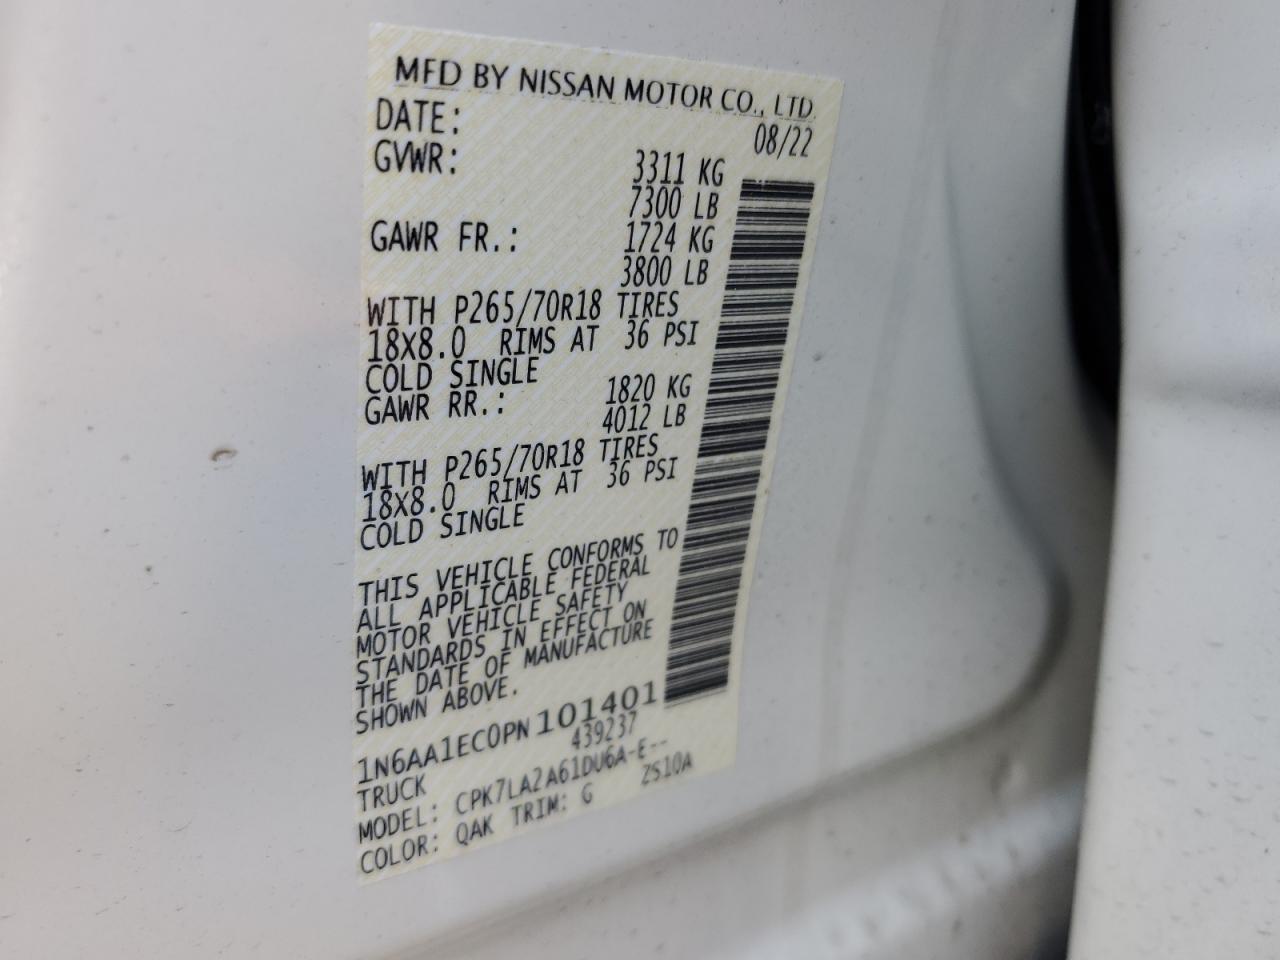 MFD BY NISSAN MOTOR CO., LTD.
DATE: 08/22
GVWR: 3311 KG
7300 LB
GAWR FR.: 1724 KG
3800 LB
WITH P265/70R18 TIRES
18X8.0 RIMS AT 36 PSI
COLD SINGLE
GAWR RR.: 1820 KG
4012 LB
WITH P265/70R18 TIRES
18X8.0 RIMS AT 36 PSI
COLD SINGLE
THIS VEHICLE CONFORMS TO
ALL APPLICABLE FEDERAL
MOTOR VEHICLE SAFETY
STANDARDS IN EFFECT ON
THE DATE OF MANUFACTURE
SHOWN ABOVE.
1N6AA1EC0PN101401
TRUCK 439237
MODEL: CPK7LA2A61DU6A-E--
COLOR: QAK TRIM: G ZS10A